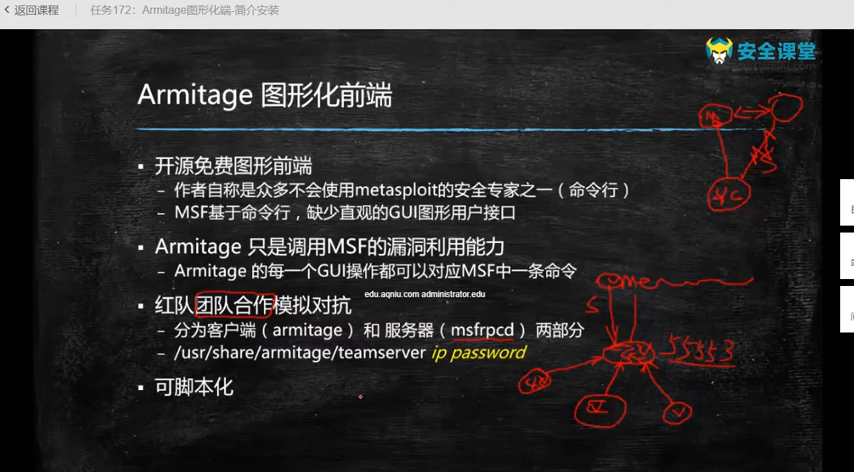 返回课程
任务172：Armitage图形化端-简介安装
安全课堂
Armitage 图形化前端
▪ 开源免费图形前端
– 作者自称是众多不会使用metasploit的安全专家之一（命令行）
– MSF基于命令行，缺少直观的GUI图形用户接口
▪ Armitage 只是调用MSF的漏洞利用能力
– Armitage 的每一个GUI操作都可以对应MSF中一条命令
edu.aqniu.com administrator.edu
▪ 红队团队合作模拟对抗
– 分为客户端（armitage）和 服务器（msfrpcd）两部分
– /usr/share/armitage/teamserver ip password
▪ 可脚本化
55553